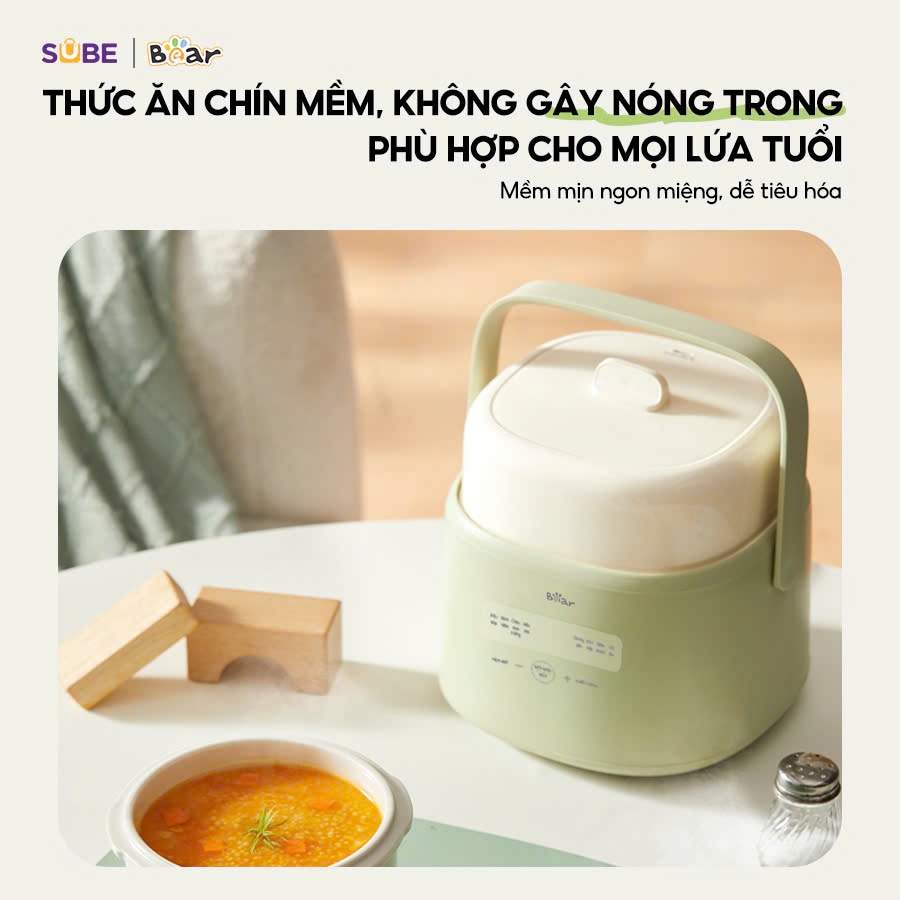 SUBE | Bear
THỨC ĂN CHÍN MỀM, KHÔNG GÂY NÓNG TRONG
PHÙ HỢP CHO MỌI LỨA TUỔI
Mềm mịn ngon miệng, dễ tiêu hóa
Bear